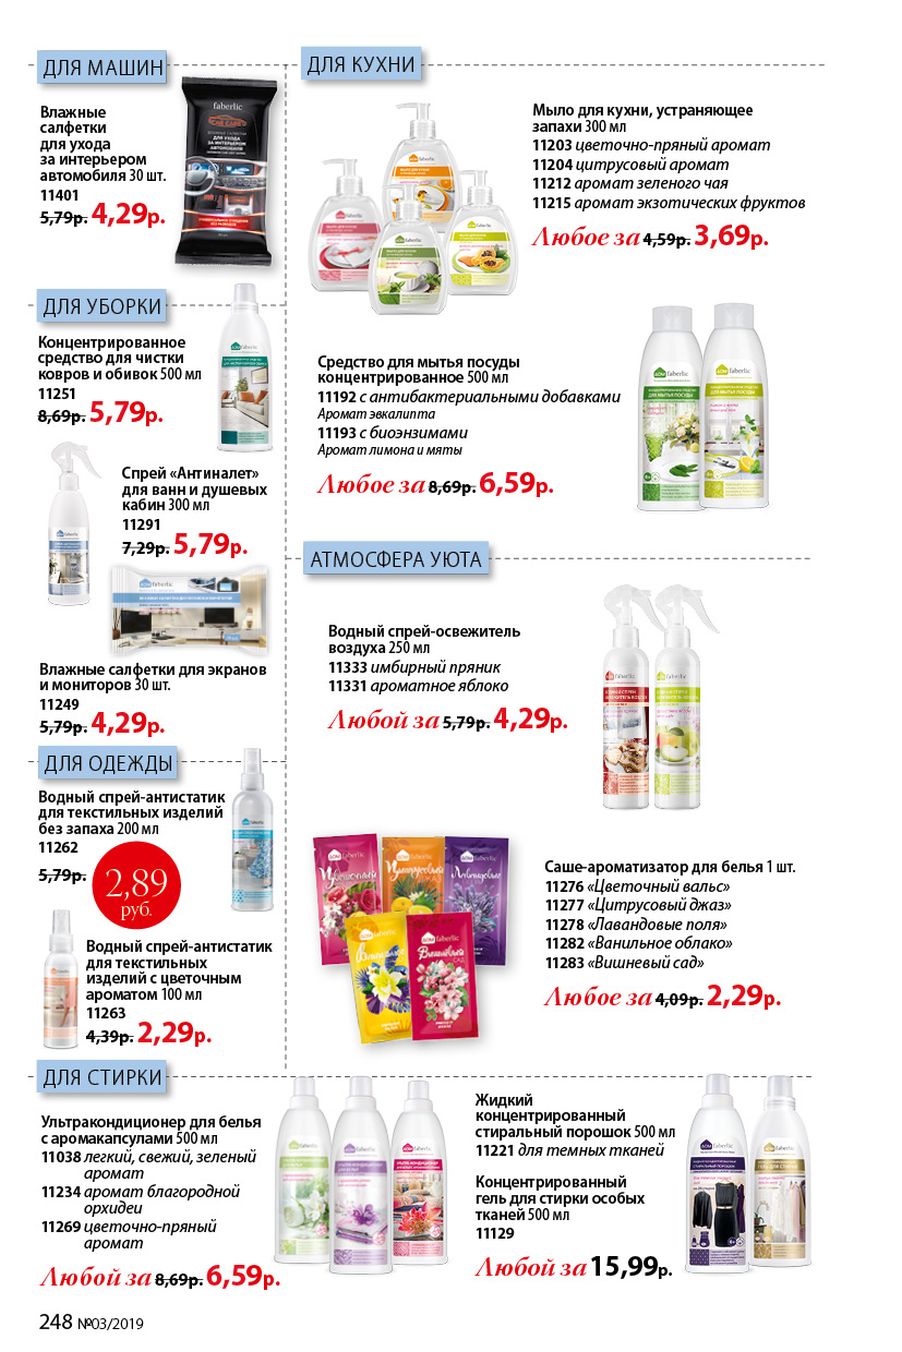 ДЛЯ МАШИН
Влажные
салфетки
для ухода
за интерьером
автомобиля 30 шт.
11401
5,79р. 4,29р.
faberlic
CAR CARE
ВЛАЖНЫЕ САЛФЕТКИ
ДЛЯ УХОДА
ЗА ИНТЕРЬЕРОМ
АВТОМОБИЛЯ
ДЛЯ УБОРКИ
Концентрированное
средство для чистки
ковров и обивок 500 мл
11251
8,69р. 5,79р.
Спрей «Антиналет»
для ванн и душевых
кабин 300 мл
11291
7,29р. 5,79р.
Влажные салфетки для экранов
и мониторов 30 шт.
11249
5,79р. 4,29р.
ДЛЯ ОДЕЖДЫ
Водный спрей-антистатик
для текстильных изделий
без запаха 200 мл
11262
5,79р.
2,89
руб.
Водный спрей-антистатик
для текстильных
изделий с цветочным
ароматом 100 мл
11263
4,39р. 2,29р.
ДЛЯ КУХНИ
Мыло для кухни, устраняющее
запахи 300 мл
11203 цветочно-пряный аромат
11204 цитрусовый аромат
11212 аромат зеленого чая
11215 аромат экзотических фруктов
Любое за 4,59р. 3,69р.
Средство для мытья посуды
концентрированное 500 мл
11192 с антибактериальными добавками
Аромат эвкалипта
11193 с биоэнзимами
Аромат лимона и мяты
Любое за 8,69р. 6,59р.
АТМОСФЕРА УЮТА
Водный спрей-освежитель
воздуха 250 мл
11333 имбирный пряник
11331 ароматное яблоко
Любой за 5,79р. 4,29р.
Саше-ароматизатор для белья 1 шт.
11276 «Цветочный вальс»
11277 «Цитрусовый джаз»
11278 «Лавандовые поля»
11282 «Ванильное облако»
11283 «Вишневый сад»
Любое за 4,09р. 2,29р.
ДЛЯ СТИРКИ
Ультракондиционер для белья
с аромакапсулами 500 мл
11038 легкий, свежий, зеленый
аромат
11234 аромат благородной
орхидеи
11269 цветочно-пряный
аромат
Любой за 8,69р. 6,59р.
Жидкий
концентрированный
стиральный порошок 500 мл
11221 для темных тканей
Концентрированный
гель для стирки особых
тканей 500 мл
11129
Любой за 15,99р.
248 №03/2019